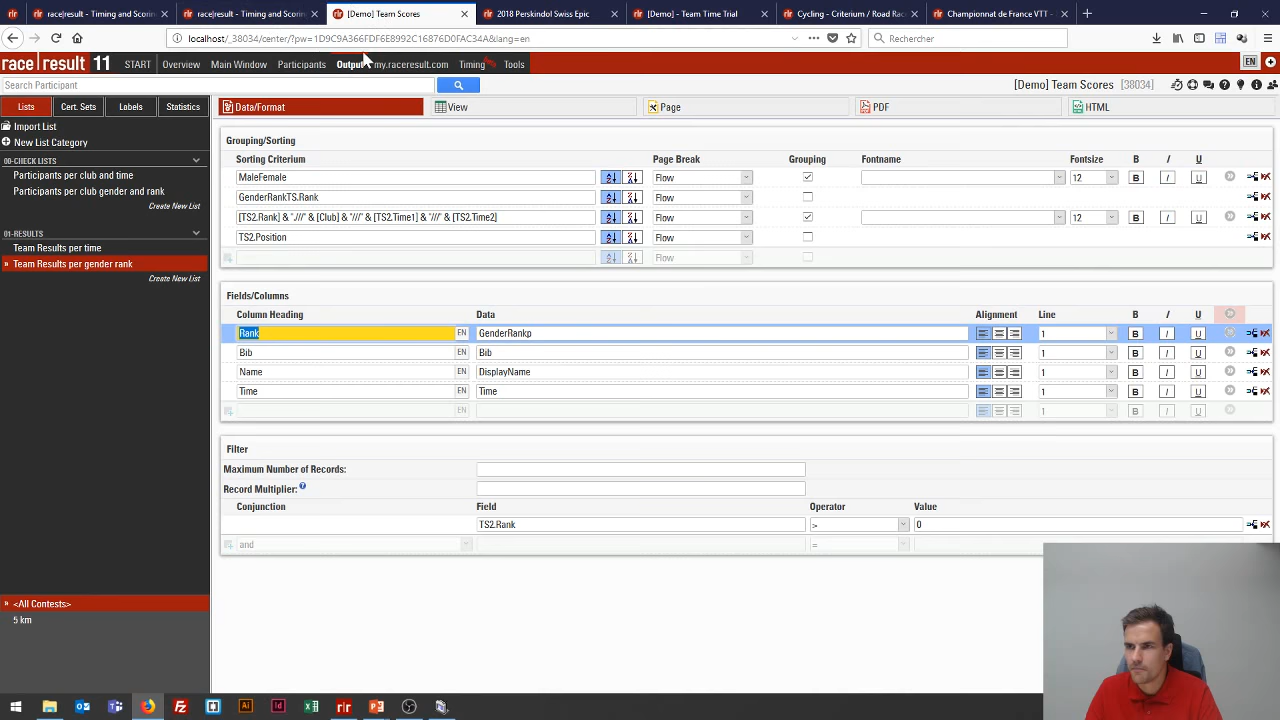 race|result - Timing and Scoring
race|result - Timing and Scoring
[Demo] Team Scores
2018 Perskindol Swiss Epic
[Demo] - Team Time Trial
Cycling - Criterium / Road Race
Championnat de France VTT -
localhost/_38034/center/?pw=1D9C9A366FDF6E8992C16876D0FAC34A&lang=en
Rechercher
race|result 11
START
Overview
Main Window
Participants
Output
my.raceresult.com
Timing
Tools
EN
Search Participant
[Demo] Team Scores [38034]
Lists
Cert. Sets
Labels
Statistics
Data/Format
View
Page
PDF
HTML
Import List
New List Category
00-CHECK LISTS
Participants per club and time
Participants per club gender and rank
Create New List
01-RESULTS
Team Results per time
» Team Results per gender rank
Create New List
» <All Contests>
5 km
Grouping/Sorting
Sorting Criterium Page Break Grouping Fontname Fontsize B I U
MaleFemale Flow 12 B I U
GenderRankTS.Rank Flow
[TS2.Rank] & ".///" & [Club] & "///" & [TS2.Time1] & "///" & [TS2.Time2] Flow 12 B I U
TS2.Position Flow
Flow
Fields/Columns
Column Heading Data Alignment Line B I U
Rank EN GenderRankp 1 B I U
Bib EN Bib 1 B I U
Name EN DisplayName 1 B I U
Time EN Time 1 B I U
EN 1 B I U
Filter
Maximum Number of Records:
Record Multiplier: ?
Conjunction Field Operator Value
TS2.Rank > 0
and =